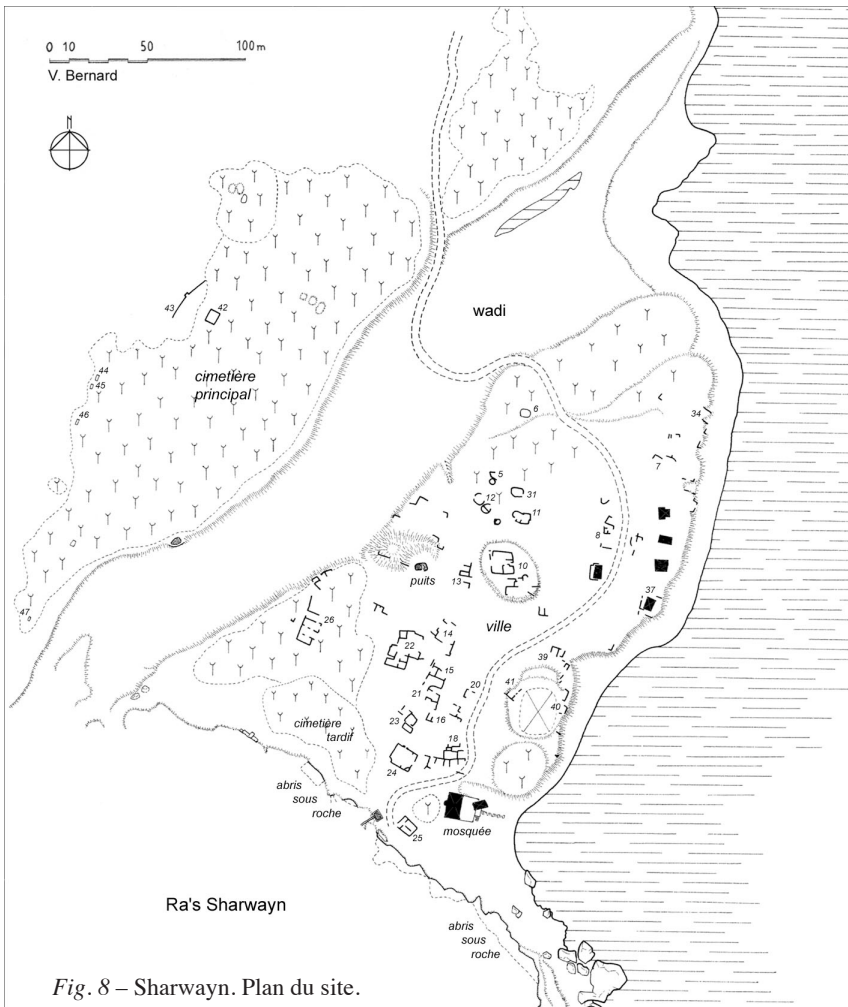 0 10 50 100 m
V. Bernard
N
wadi
43
42
cimetière
principal
44
45
46
6
34
7
5
12
31
11
8
10
13
puits
37
47
26
ville
14
22
15
39
20
21
41
40
16
23
cimetière
tardif
18
24
abris
sous
roche
25
mosquée
Ra's Sharwayn
abris
sous
roche
Fig. 8 – Sharwayn. Plan du site.